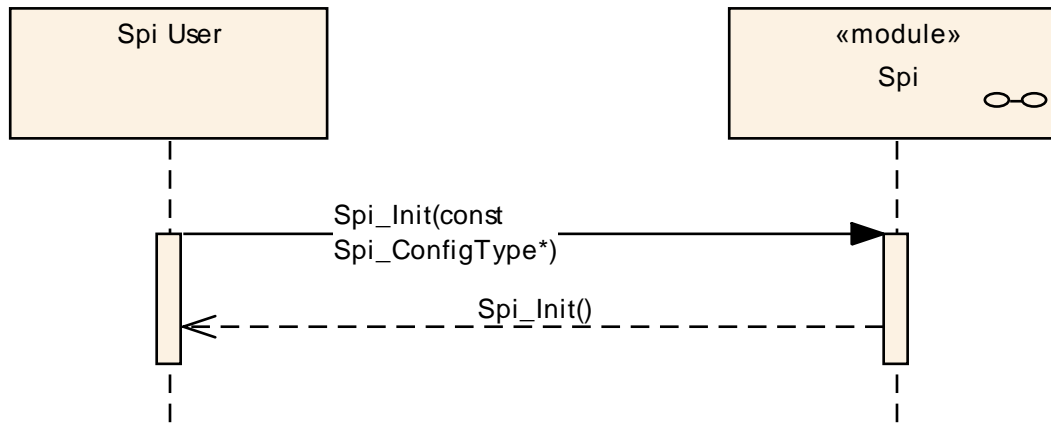 Spi User
«module»
Spi
Spi_Init(const
Spi_ConfigType*)
Spi_Init()